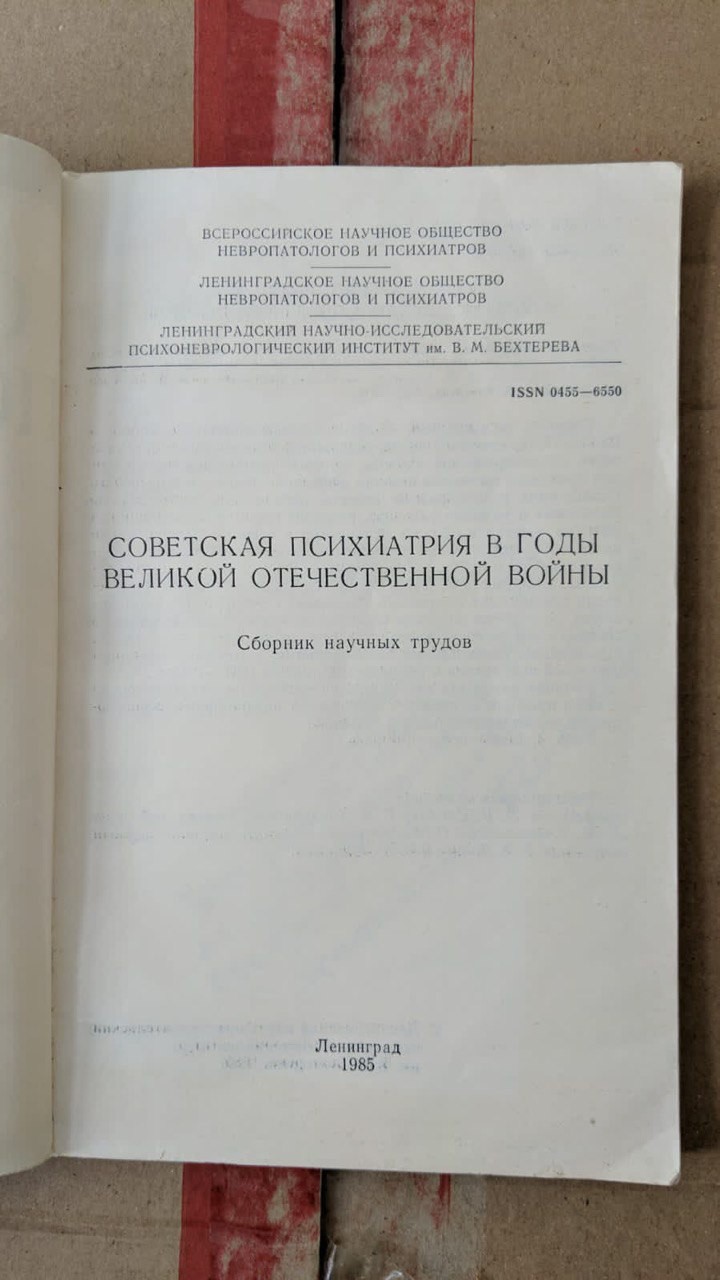 ВСЕРОССИЙСКОЕ НАУЧНОЕ ОБЩЕСТВО
НЕВРОПАТОЛОГОВ И ПСИХИАТРОВ
ЛЕНИНГРАДСКОЕ НАУЧНОЕ ОБЩЕСТВО
НЕВРОПАТОЛОГОВ И ПСИХИАТРОВ
ЛЕНИНГРАДСКИЙ НАУЧНО-ИССЛЕДОВАТЕЛЬСКИЙ
ПСИХОНЕВРОЛОГИЧЕСКИЙ ИНСТИТУТ им. В. М. БЕХТЕРЕВА
ISSN 0455—6550
СОВЕТСКАЯ ПСИХИАТРИЯ В ГОДЫ
ВЕЛИКОЙ ОТЕЧЕСТВЕННОЙ ВОЙНЫ
Сборник научных трудов
Ленинград
1985